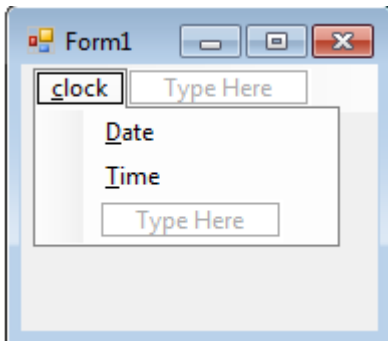 Form1
clock Type Here
Date
Time
Type Here